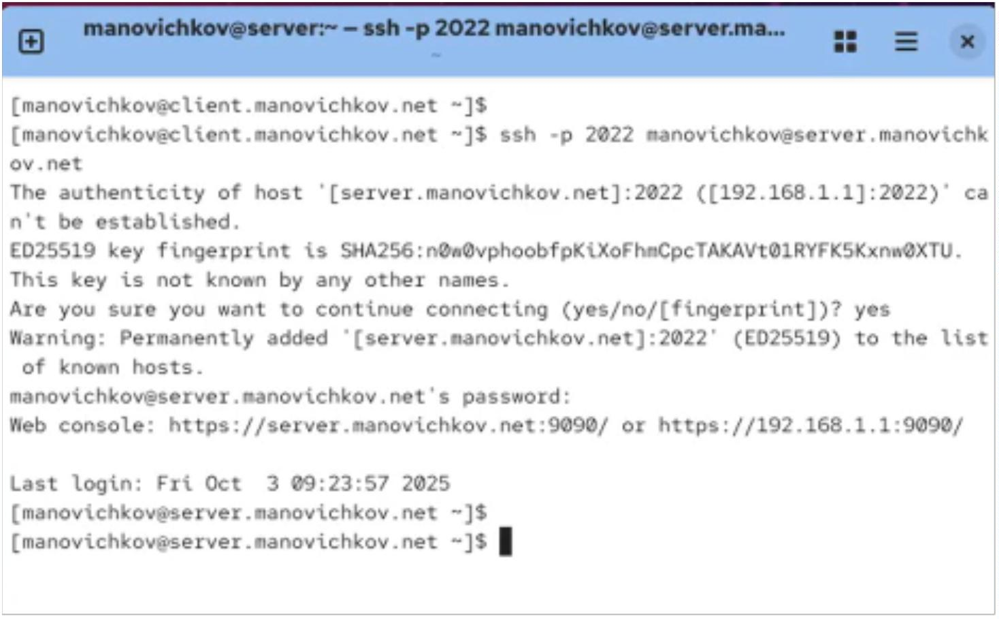 manovichkov@server:~ — ssh -p 2022 manovichkov@server.ma...
~
[manovichkov@client.manovichkov.net ~]$
[manovichkov@client.manovichkov.net ~]$ ssh -p 2022 manovichkov@server.manovichk
ov.net
The authenticity of host '[server.manovichkov.net]:2022 ([192.168.1.1]:2022)' ca
n't be established.
ED25519 key fingerprint is SHA256:n0w0vphoobfpKiXoFhmCpcTAKAVt01RYFK5Kxnw0XTU.
This key is not known by any other names.
Are you sure you want to continue connecting (yes/no/[fingerprint])? yes
Warning: Permanently added '[server.manovichkov.net]:2022' (ED25519) to the list
 of known hosts.
manovichkov@server.manovichkov.net's password:
Web console: https://server.manovichkov.net:9090/ or https://192.168.1.1:9090/
Last login: Fri Oct  3 09:23:57 2025
[manovichkov@server.manovichkov.net ~]$
[manovichkov@server.manovichkov.net ~]$